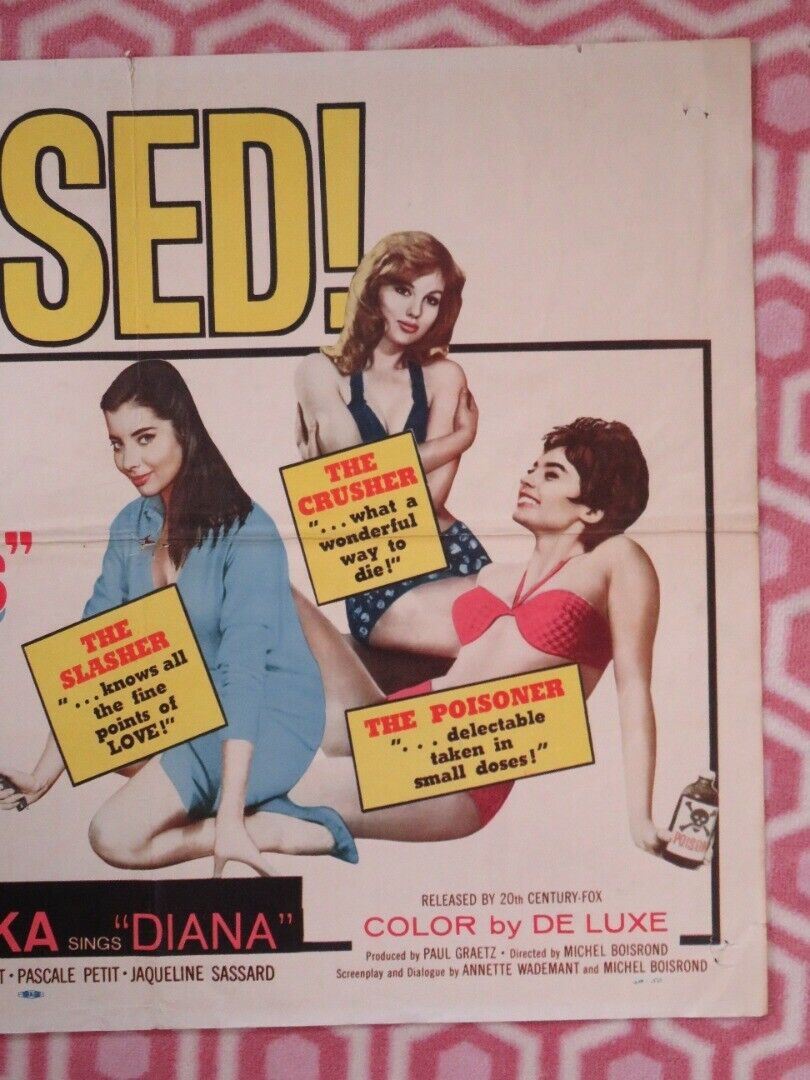 SED!
THE
CRUSHER
"...what a
wonderful
way to
die!"
S"
THE
SLASHER
"...knows all
the fine
points of
LOVE!"
THE POISONER
"... delectable
taken in
small doses!"
POISON
RELEASED BY 20th CENTURY-FOX
KA SINGS "DIANA"
COLOR by DE LUXE
T • PASCALE PETIT • JAQUELINE SASSARD
Produced by PAUL GRAETZ • Directed by MICHEL BOISROND
Screenplay and Dialogue by ANNETTE WADEMANT and MICHEL BOISROND